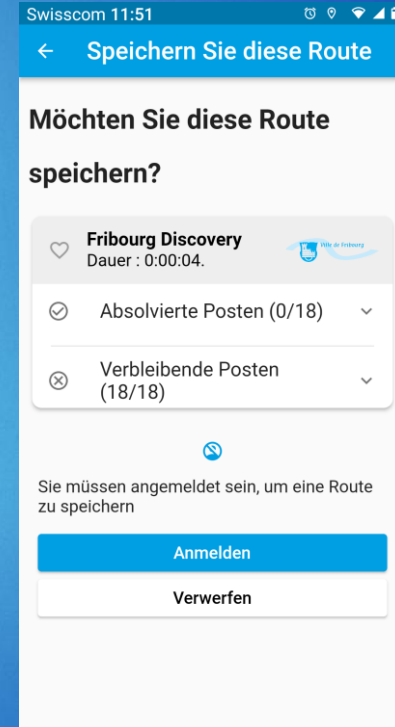 Swisscom 11:51
Speichern Sie diese Route
Möchten Sie diese Route
speichern?
Fribourg Discovery
Ville de Fribourg
Dauer : 0:00:04.
Absolvierte Posten (0/18)
Verbleibende Posten
(18/18)
Sie müssen angemeldet sein, um eine Route
zu speichern
Anmelden
Verwerfen